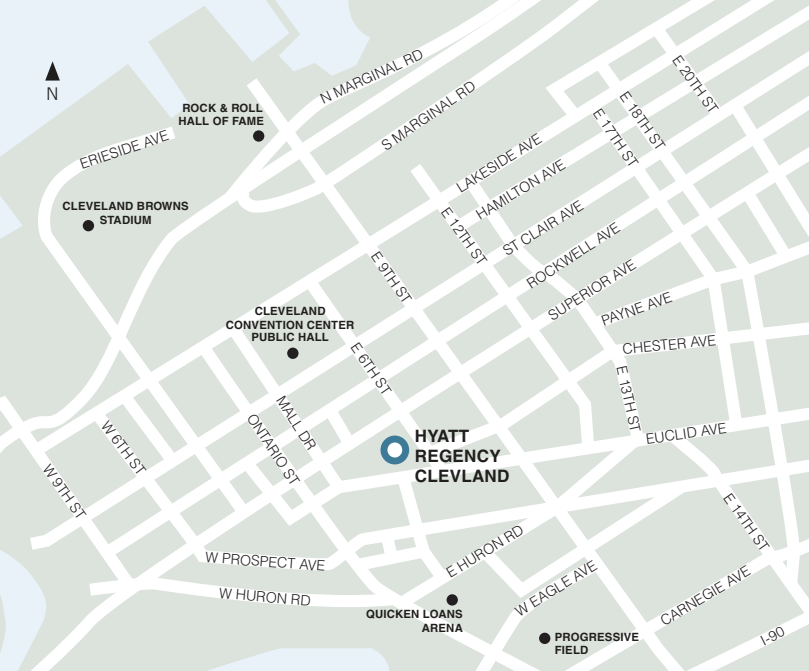 N MARGINAL RD
E 20TH ST
N
S MARGINAL RD
E 18TH ST
ROCK & ROLL
HALL OF FAME
E 17TH ST
ERIESIDE AVE
LAKESIDE AVE
HAMILTON AVE
CLEVELAND BROWNS
STADIUM
E 12TH ST
ST CLAIR AVE
ROCKWELL AVE
E 9TH ST
SUPERIOR AVE
PAYNE AVE
CLEVELAND
CONVENTION CENTER
PUBLIC HALL
CHESTER AVE
E 6TH ST
E 13TH ST
MALL DR
ONTARIO ST
W 6TH ST
HYATT
REGENCY
CLEVLAND
EUCLID AVE
W 9TH ST
E 14TH ST
E HURON RD
W PROSPECT AVE
W EAGLE AVE
CARNEGIE AVE
W HURON RD
QUICKEN LOANS
ARENA
PROGRESSIVE
FIELD
I-90